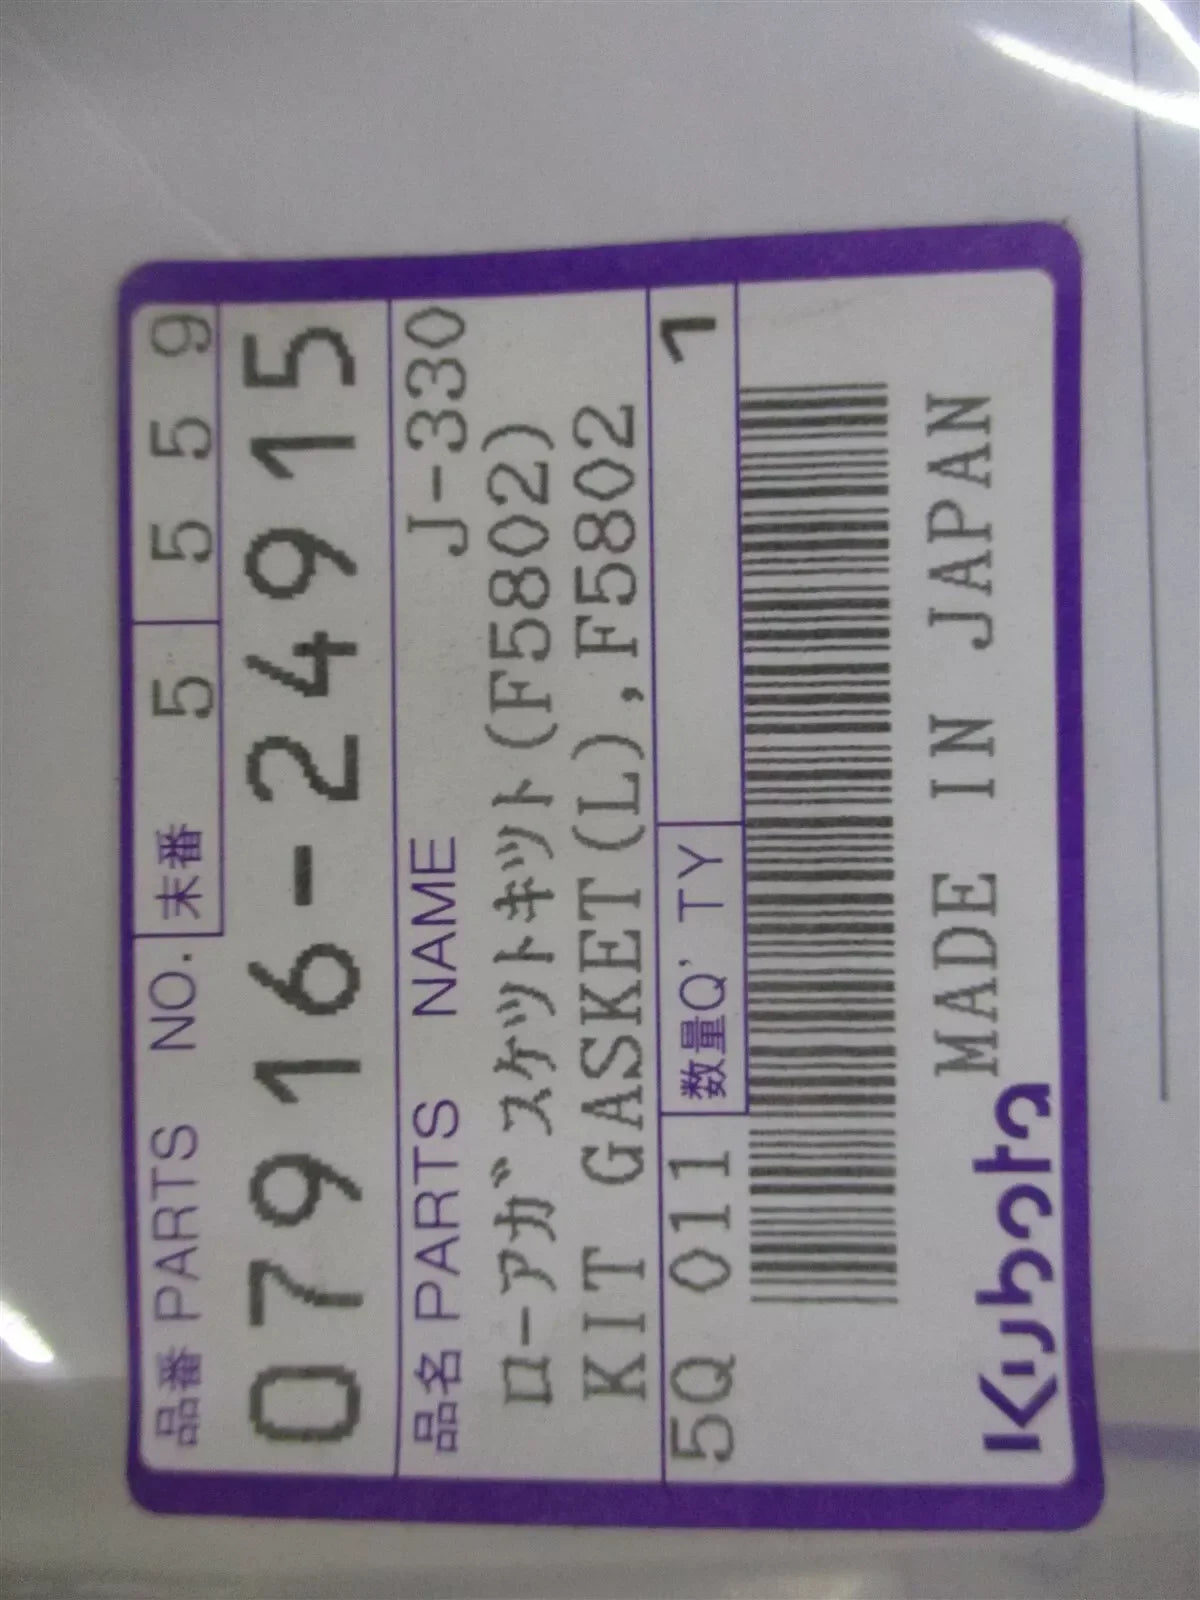 品番 PARTS NO. 末番 5 5 5 9
07916-24915
品名 PARTS NAME J-330
ローアガ゛スケットキット(F5802)
KIT GASKET(L),F5802
5Q 011 数量Q'TY 1
MADE IN JAPAN
Kubota